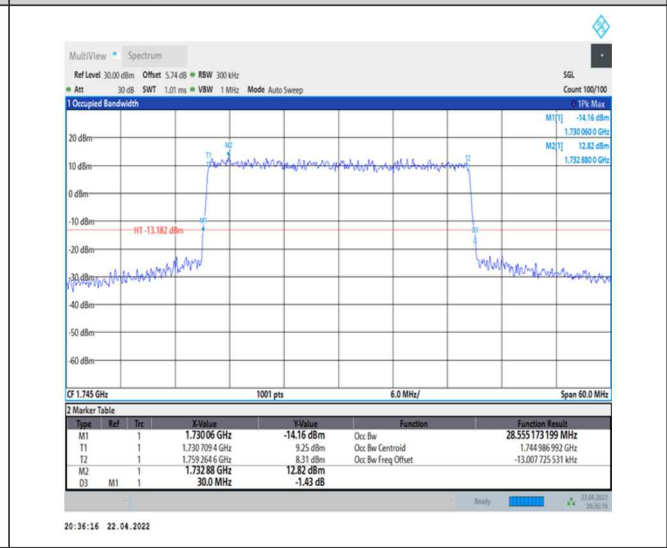 MultiView Spectrum
Ref Level 30.00 dBm Offset 5.74 dB RBW 300 kHz SGL
Att 30 dB SWT 1.01 ms VBW 1 MHz Mode Auto Sweep Count 100/100
1 Occupied Bandwidth 1Pk Max
M1[1] -14.16 dBm
1.730 060 0 GHz
M2[1] 12.82 dBm
1.732 880 0 GHz
20 dBm
M2
T1 T2
10 dBm
0 dBm
-10 dBm
M1
H1 -13.182 dBm
D3
-20 dBm
-30 dBm
-40 dBm
-50 dBm
-60 dBm
CF 1.745 GHz 1001 pts 6.0 MHz/ Span 60.0 MHz
2 Marker Table
Type Ref Trc X-Value Y-Value Function Function Result
M1 1 1.730 06 GHz -14.16 dBm Occ Bw 28.555 173 199 MHz
T1 1 1.730 709 4 GHz 9.25 dBm Occ Bw Centroid 1.744 986 992 GHz
T2 1 1.759 264 6 GHz 8.31 dBm Occ Bw Freq Offset -13.007 725 531 kHz
M2 1 1.732 88 GHz 12.82 dBm
D3 M1 1 30.0 MHz -1.43 dB
Ready 22.04.2022
20:36:16
20:36:16 22.04.2022